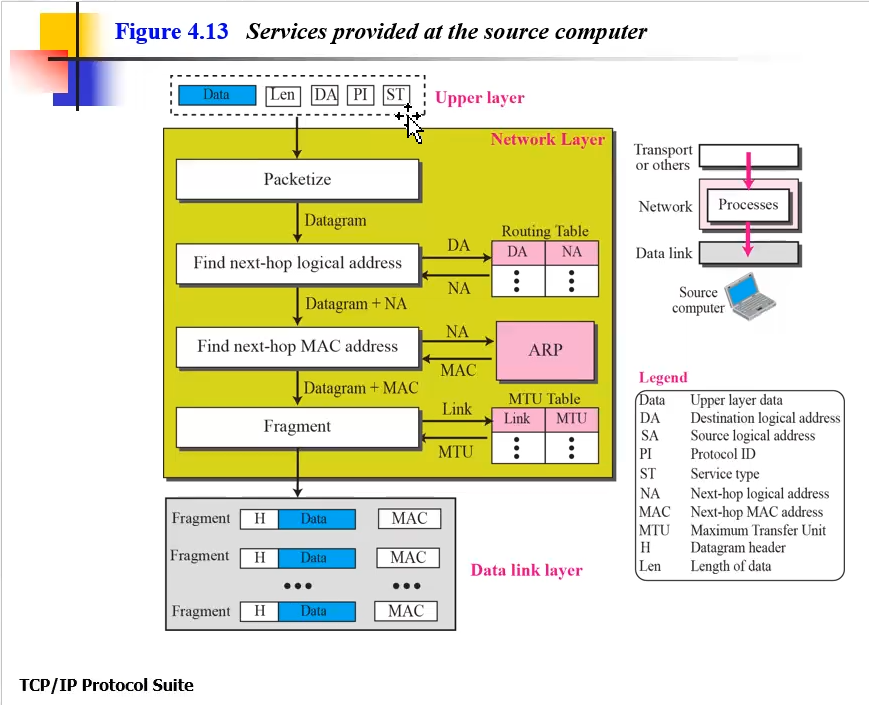 Figure 4.13 Services provided at the source computer
Data Len DA PI ST
Upper layer
Network Layer
Packetize
Datagram
Find next-hop logical address
DA
NA
Routing Table
DA NA
Datagram + NA
Find next-hop MAC address
NA
MAC
ARP
Datagram + MAC
Fragment
Link
MTU
MTU Table
Link MTU
Fragment H Data MAC
Fragment H Data MAC
Fragment H Data MAC
Data link layer
Transport
or others
Network
Processes
Data link
Source
computer
Legend
Data Upper layer data
DA Destination logical address
SA Source logical address
PI Protocol ID
ST Service type
NA Next-hop logical address
MAC Next-hop MAC address
MTU Maximum Transfer Unit
H Datagram header
Len Length of data
TCP/IP Protocol Suite